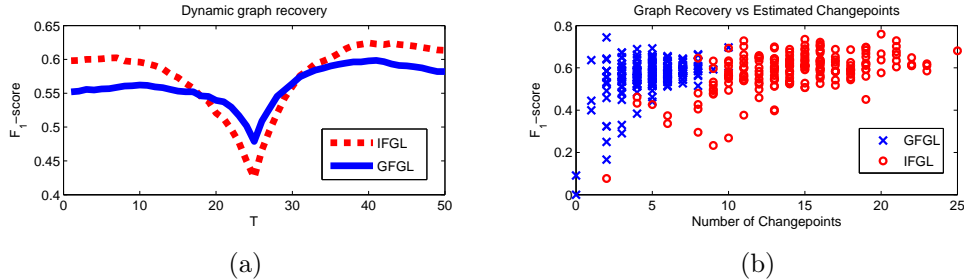 Dynamic graph recovery
0.65
0.6
0.55
0.5
0.45
0.4
F1−score
0
10
20
30
40
50
T
IFGL
GFGL
(a)
Graph Recovery vs Estimated Changepoints
0.8
0.6
0.4
0.2
0
F1−score
0
5
10
15
20
25
Number of Changepoints
GFGL
IFGL
(b)